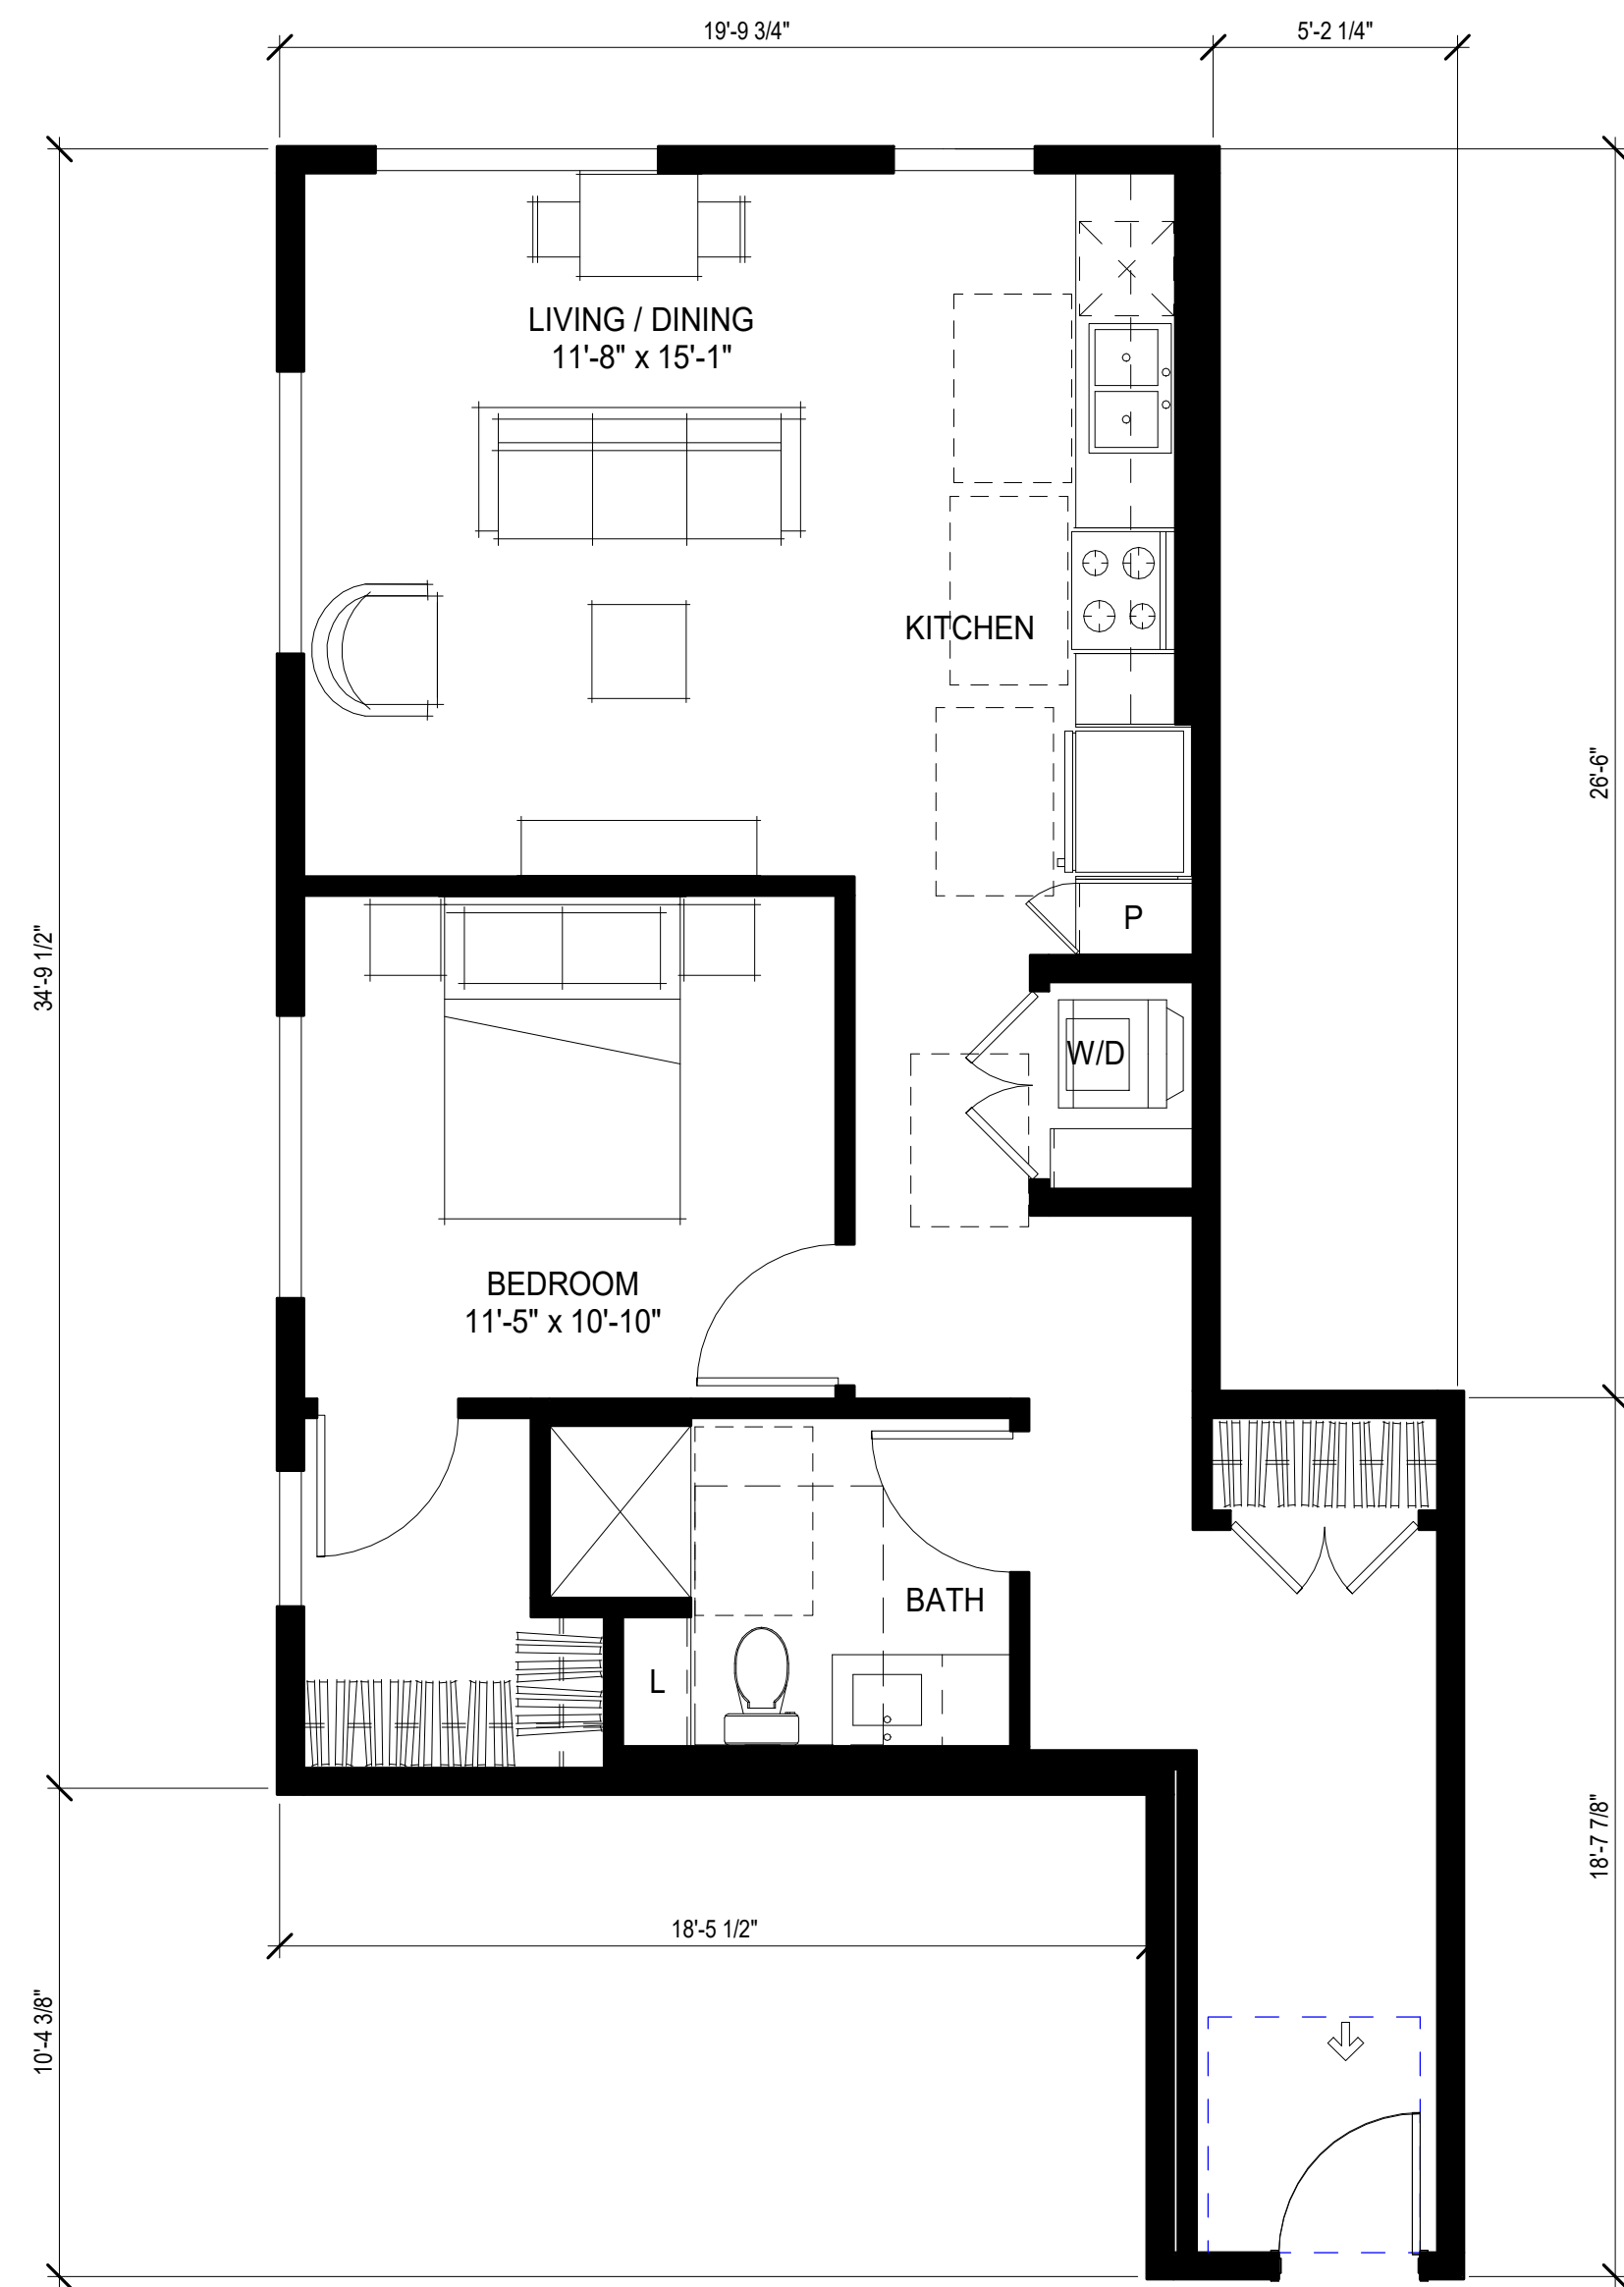 19'-9 3/4"
5'-2 1/4"
LIVING / DINING
11'-8" x 15'-1"
KITCHEN
26'-6"
P
34'-9 1/2"
W/D
BEDROOM
11'-5" x 10'-10"
BATH
L
18'-7 7/8"
18'-5 1/2"
10'-4 3/8"